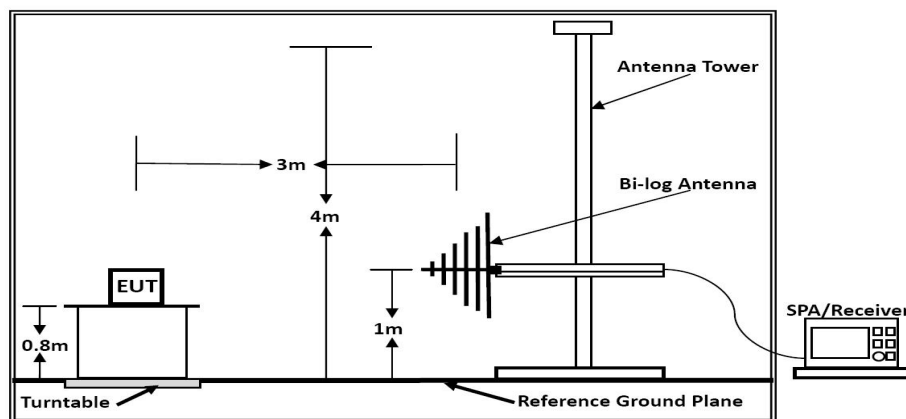 Antenna Tower
3m
Bi-log Antenna
4m
EUT
SPA/Receiver
1m
0.8m
Turntable
Reference Ground Plane